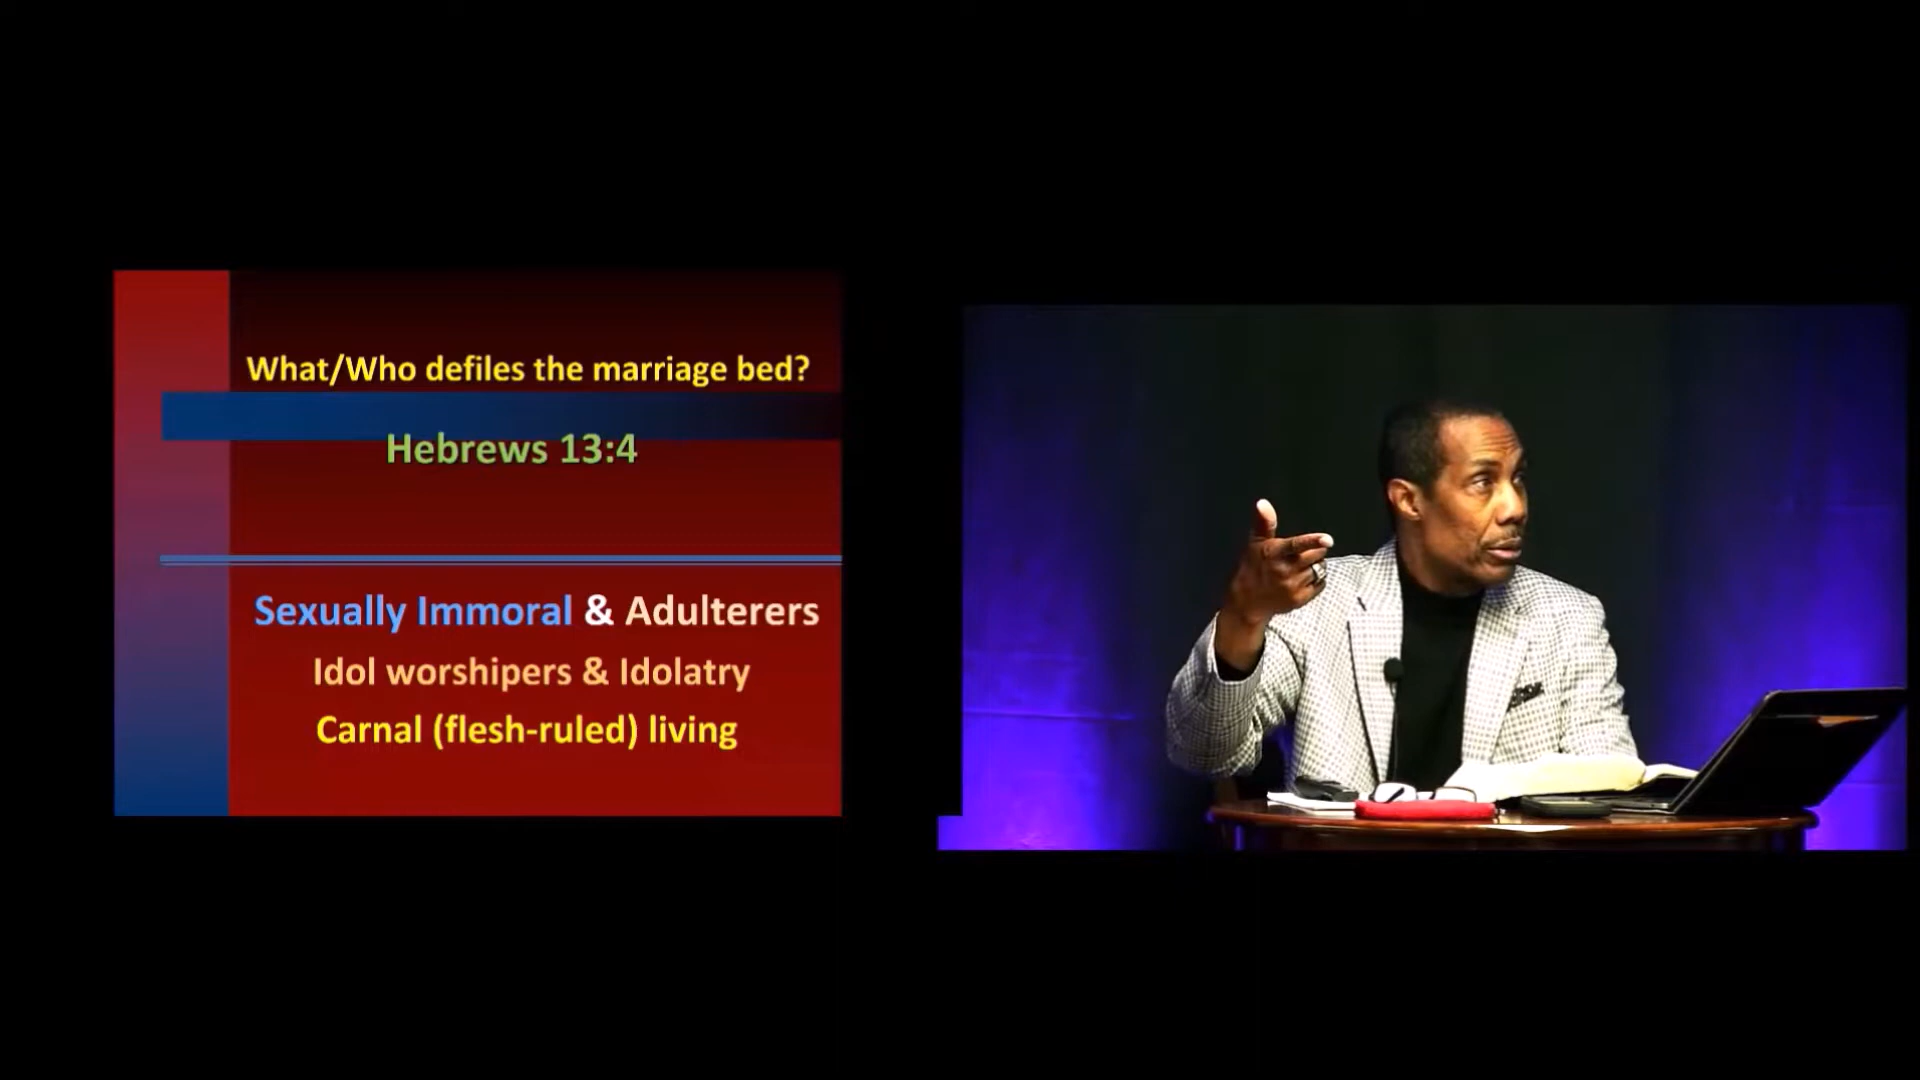 What/Who defiles the marriage bed?
Hebrews 13:4
Sexually Immoral & Adulterers
Idol worshipers & Idolatry
Carnal (flesh-ruled) living